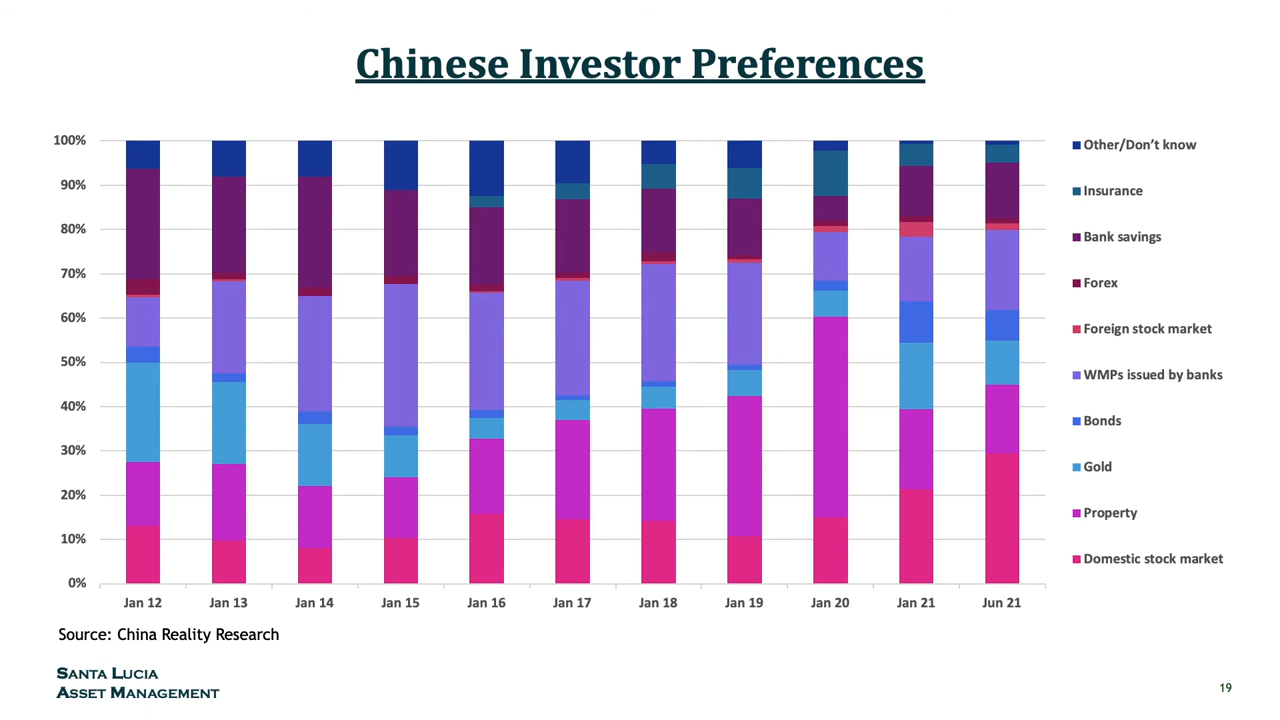 Chinese Investor Preferences
100%
90%
80%
70%
60%
50%
40%
30%
20%
10%
0%
Jan 12 Jan 13 Jan 14 Jan 15 Jan 16 Jan 17 Jan 18 Jan 19 Jan 20 Jan 21 Jun 21
Other/Don’t know
Insurance
Bank savings
Forex
Foreign stock market
WMPs issued by banks
Bonds
Gold
Property
Domestic stock market
Source: China Reality Research
SANTA LUCIA
ASSET MANAGEMENT
19